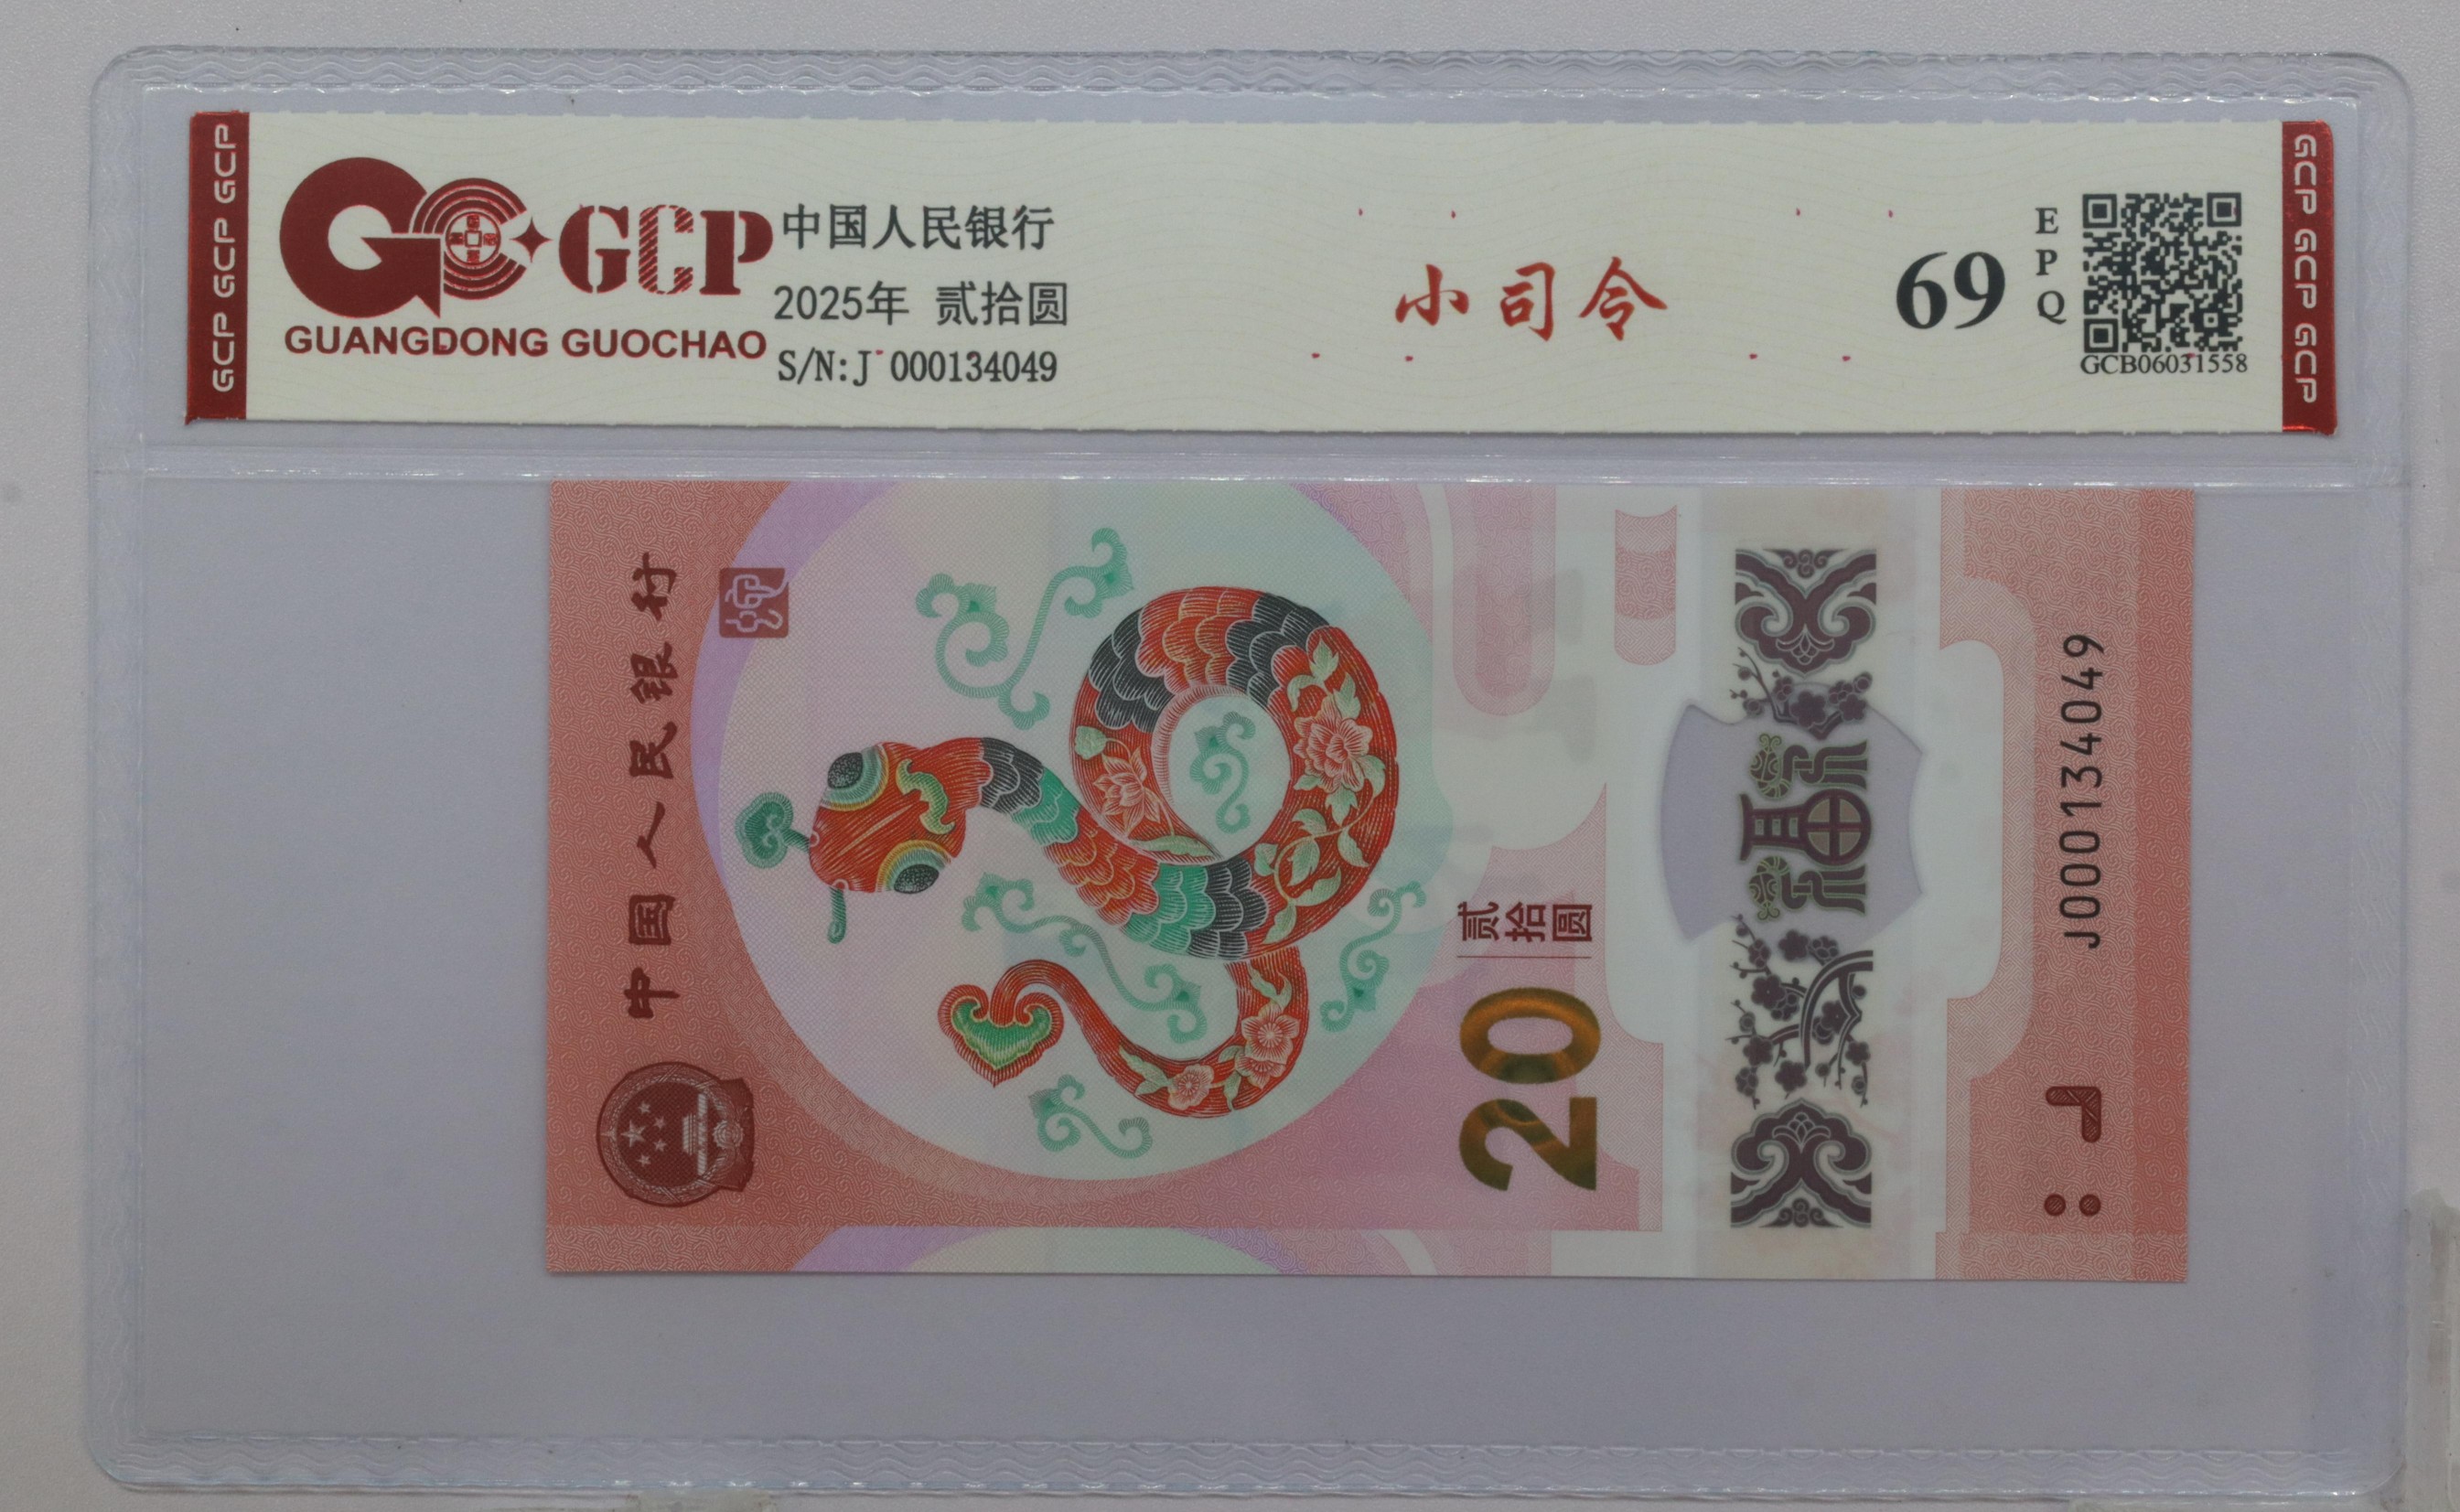 GCP GCP GCP
GCP
GUANGDONG GUOCHAO
中国人民银行
2025年 贰拾圆
S/N:J 000134049
小司令
69
EPQ
GCB06031558
GCP GCP GCP
中国人民银行
20
贰拾圆
福
J000134049